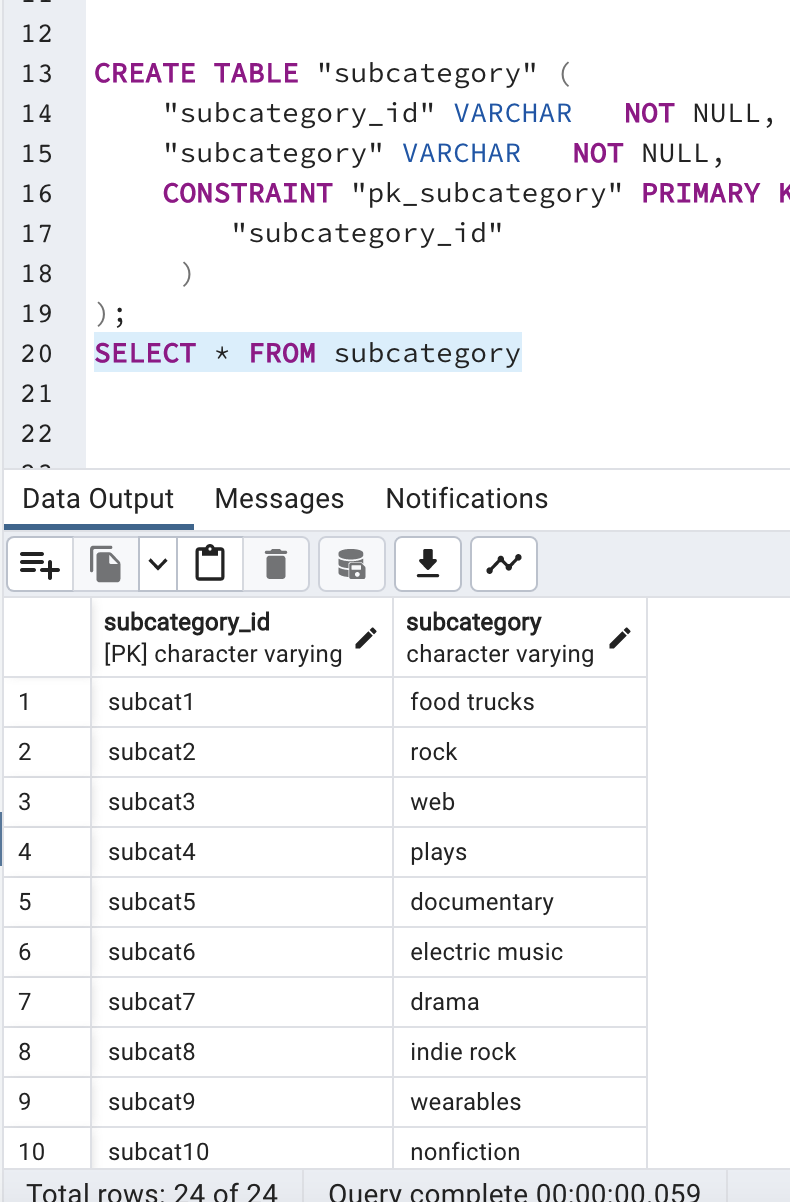 12
13 CREATE TABLE "subcategory" (
14 "subcategory_id" VARCHAR NOT NULL,
15 "subcategory" VARCHAR NOT NULL,
16 CONSTRAINT "pk_subcategory" PRIMARY
17 "subcategory_id"
18 )
19 );
20 SELECT * FROM subcategory
21
22
Data Output Messages Notifications
subcategory_id subcategory
[PK] character varying character varying
1 subcat1 food trucks
2 subcat2 rock
3 subcat3 web
4 subcat4 plays
5 subcat5 documentary
6 subcat6 electric music
7 subcat7 drama
8 subcat8 indie rock
9 subcat9 wearables
10 subcat10 nonfiction
Total rows: 24 of 24 Query complete 00:00:00.059